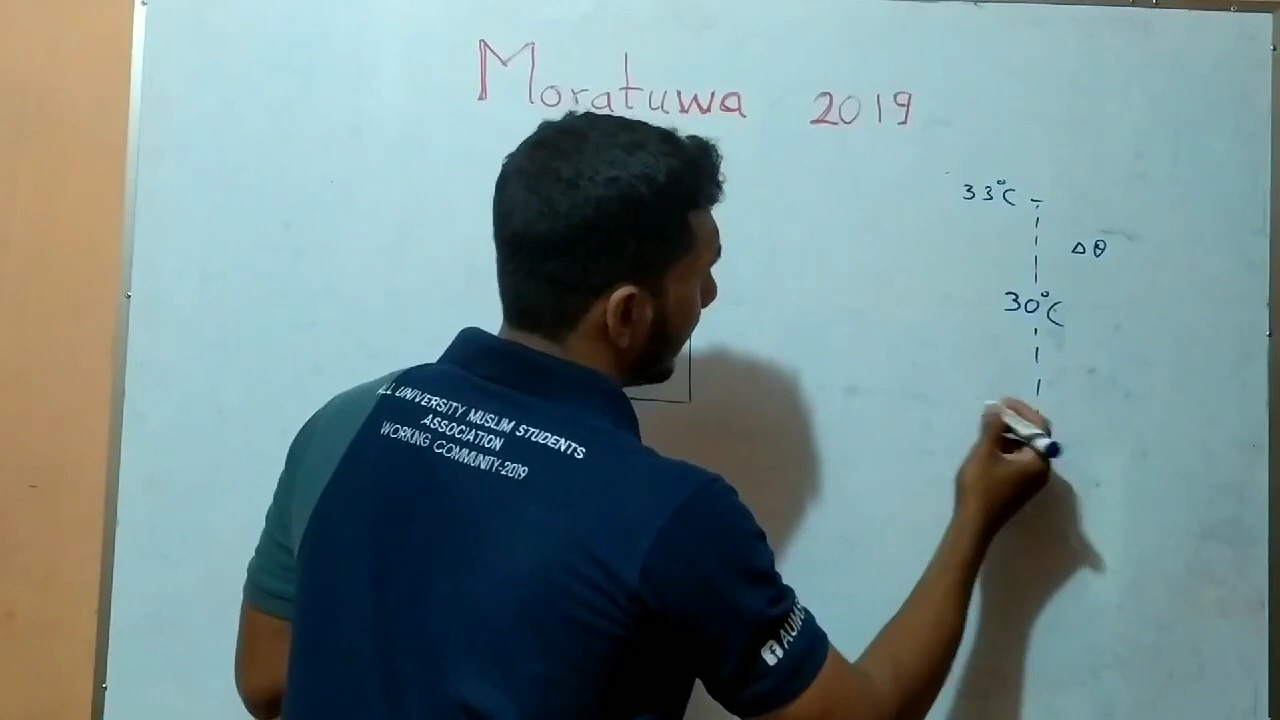 Moratuwa 2019
33°C
Δθ
30°C
ALL UNIVERSITY MUSLIM STUDENTS
ASSOCIATION
WORKING COMMUNITY-2019